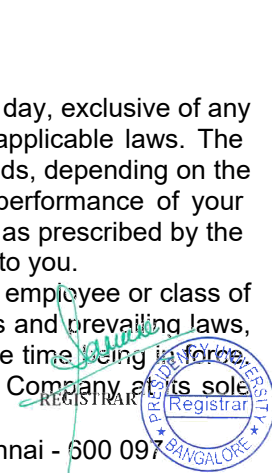 day, exclusive of any
applicable laws. The
ds, depending on the
performance of your
as prescribed by the
to you.
employee or class of
s and prevailing laws,
e time being in force.
Company at its sole
REGISTRAR
PRESIDENCY UNIVERSITY
Registrar
★ BANGALORE ★
nnai - 600 097